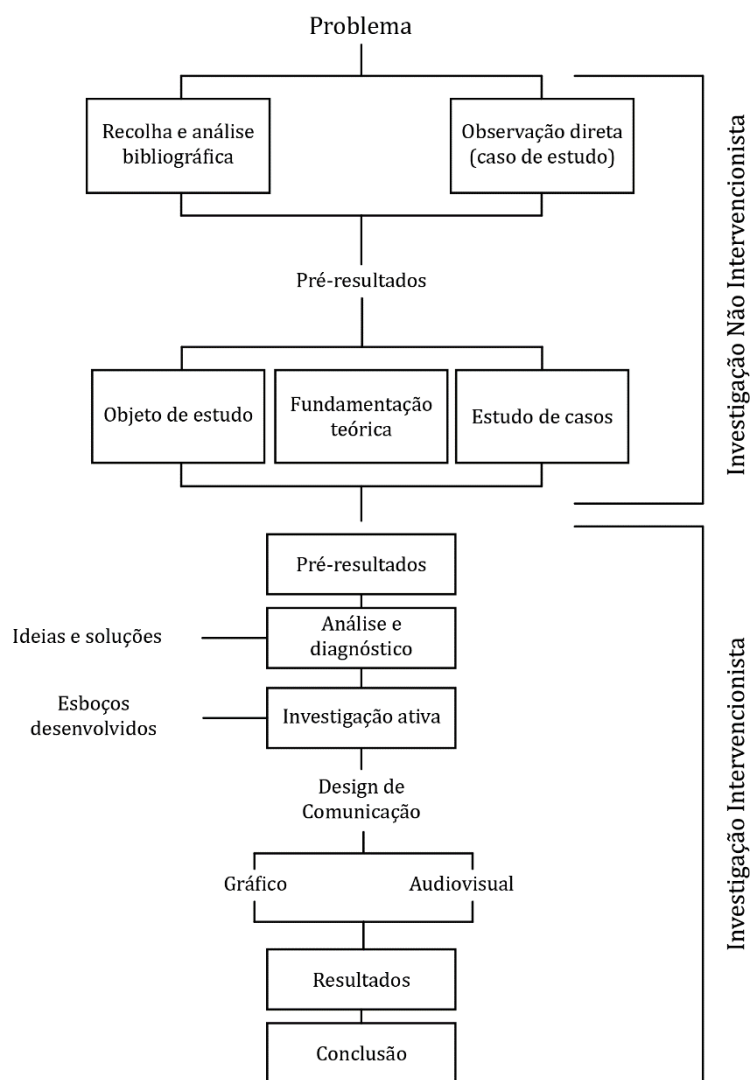 Problema
Recolha e análise
bibliográfica
Observação direta
(caso de estudo)
Investigação Não Intervencionista
Pré-resultados
Objeto de estudo
Fundamentação
teórica
Estudo de casos
Pré-resultados
Ideias e soluções
Análise e
diagnóstico
Esboços
desenvolvidos
Investigação ativa
Investigação Intervencionista
Design de
Comunicação
Gráfico
Audiovisual
Resultados
Conclusão